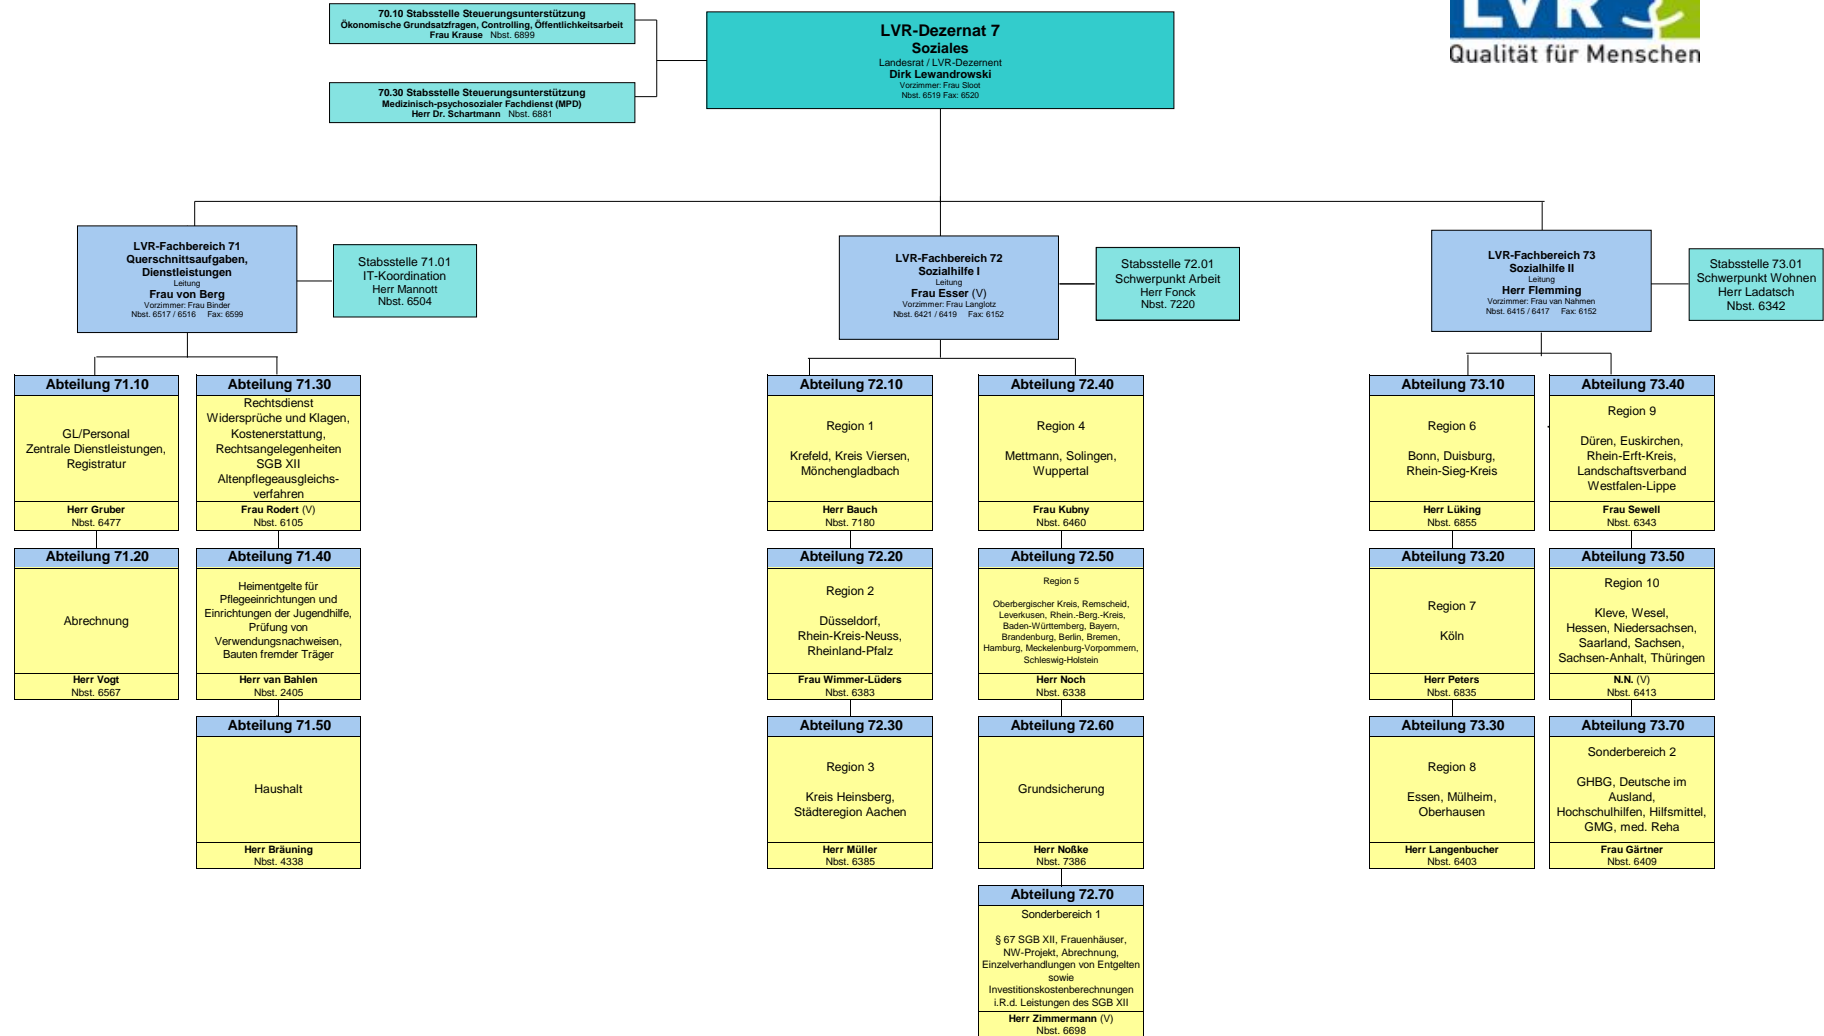 70.10 Stabsstelle Steuerungsunterstützung
Ökonomische Grundsatzfragen, Controlling, Öffentlichkeitsarbeit
Frau Krause Nbst. 6899
70.30 Stabsstelle Steuerungsunterstützung
Medizinisch-psychosozialer Fachdienst (MPD)
Herr Dr. Schartmann Nbst. 6881
LVR-Dezernat 7
Soziales
Landesrat / LVR-Dezernent
Dirk Lewandrowski
Vorzimmer: Frau Sloot
Nbst. 6519 Fax: 6520
LVR
Qualität für Menschen
LVR-Fachbereich 71
Querschnittsaufgaben,
Dienstleistungen
Leitung
Frau von Berg
Vorzimmer: Frau Binder
Nbst. 6517 / 6516 Fax: 6599
Stabsstelle 71.01
IT-Koordination
Herr Mannott
Nbst. 6504
LVR-Fachbereich 72
Sozialhilfe I
Leitung
Frau Esser (V)
Vorzimmer: Frau Langlotz
Nbst. 6421 / 6419 Fax: 6152
Stabsstelle 72.01
Schwerpunkt Arbeit
Herr Fonck
Nbst. 7220
LVR-Fachbereich 73
Sozialhilfe II
Leitung
Herr Flemming
Vorzimmer: Frau van Nahmen
Nbst. 6415 / 6417 Fax: 6152
Stabsstelle 73.01
Schwerpunkt Wohnen
Herr Ladatsch
Nbst. 6342
Abteilung 71.10
GL/Personal
Zentrale Dienstleistungen,
Registratur
Herr Gruber
Nbst. 6477
Abteilung 71.20
Abrechnung
Herr Vogt
Nbst. 6567
Abteilung 71.30
Rechtsdienst
Widersprüche und Klagen,
Kostenerstattung,
Rechtsangelegenheiten
SGB XII
Altenpflegeausgleichs-
verfahren
Frau Rodert (V)
Nbst. 6105
Abteilung 71.40
Heimentgelte für
Pflegeeinrichtungen und
Einrichtungen der Jugendhilfe,
Prüfung von
Verwendungsnachweisen,
Bauten fremder Träger
Herr van Bahlen
Nbst. 2405
Abteilung 71.50
Haushalt
Herr Bräuning
Nbst. 4338
Abteilung 72.10
Region 1
Krefeld, Kreis Viersen,
Mönchengladbach
Herr Bauch
Nbst. 7180
Abteilung 72.20
Region 2
Düsseldorf,
Rhein-Kreis-Neuss,
Rheinland-Pfalz
Frau Wimmer-Lüders
Nbst. 6383
Abteilung 72.30
Region 3
Kreis Heinsberg,
Städteregion Aachen
Herr Müller
Nbst. 6385
Abteilung 72.40
Region 4
Mettmann, Solingen,
Wuppertal
Frau Kubny
Nbst. 6460
Abteilung 72.50
Region 5
Oberbergischer Kreis, Remscheid,
Leverkusen, Rhein.-Berg.-Kreis,
Baden-Württemberg, Bayern,
Brandenburg, Berlin, Bremen,
Hamburg, Meckelenburg-Vorpommern,
Schleswig-Holstein
Herr Noch
Nbst. 6338
Abteilung 72.60
Grundsicherung
Herr Noßke
Nbst. 7386
Abteilung 72.70
Sonderbereich 1
§ 67 SGB XII, Frauenhäuser,
NW-Projekt, Abrechnung,
Einzelverhandlungen von Entgelten
sowie
Investitionskostenberechnungen
i.R.d. Leistungen des SGB XII
Herr Zimmermann (V)
Nbst. 6698
Abteilung 73.10
Region 6
Bonn, Duisburg,
Rhein-Sieg-Kreis
Herr Lüking
Nbst. 6855
Abteilung 73.20
Region 7
Köln
Herr Peters
Nbst. 6835
Abteilung 73.30
Region 8
Essen, Mülheim,
Oberhausen
Herr Langenbucher
Nbst. 6403
Abteilung 73.40
Region 9
Düren, Euskirchen,
Rhein-Erft-Kreis,
Landschaftsverband
Westfalen-Lippe
Frau Sewell
Nbst. 6343
Abteilung 73.50
Region 10
Kleve, Wesel,
Hessen, Niedersachsen,
Saarland, Sachsen,
Sachsen-Anhalt, Thüringen
N.N. (V)
Nbst. 6413
Abteilung 73.70
Sonderbereich 2
GHBG, Deutsche im
Ausland,
Hochschulhilfen, Hilfsmittel,
GMG, med. Reha
Frau Gärtner
Nbst. 6409